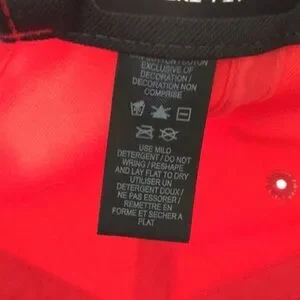 EXCLUSIVE OF
DECORATION /
DECORATION NON
COMPRISE
USE MILD
DETERGENT / DO NOT
WRING / RESHAPE
AND LAY FLAT TO DRY
UTILISER UN
DETERGENT DOUX /
NE PAS ESSORER /
REMETTRE EN
FORME ET SECHER A
PLAT